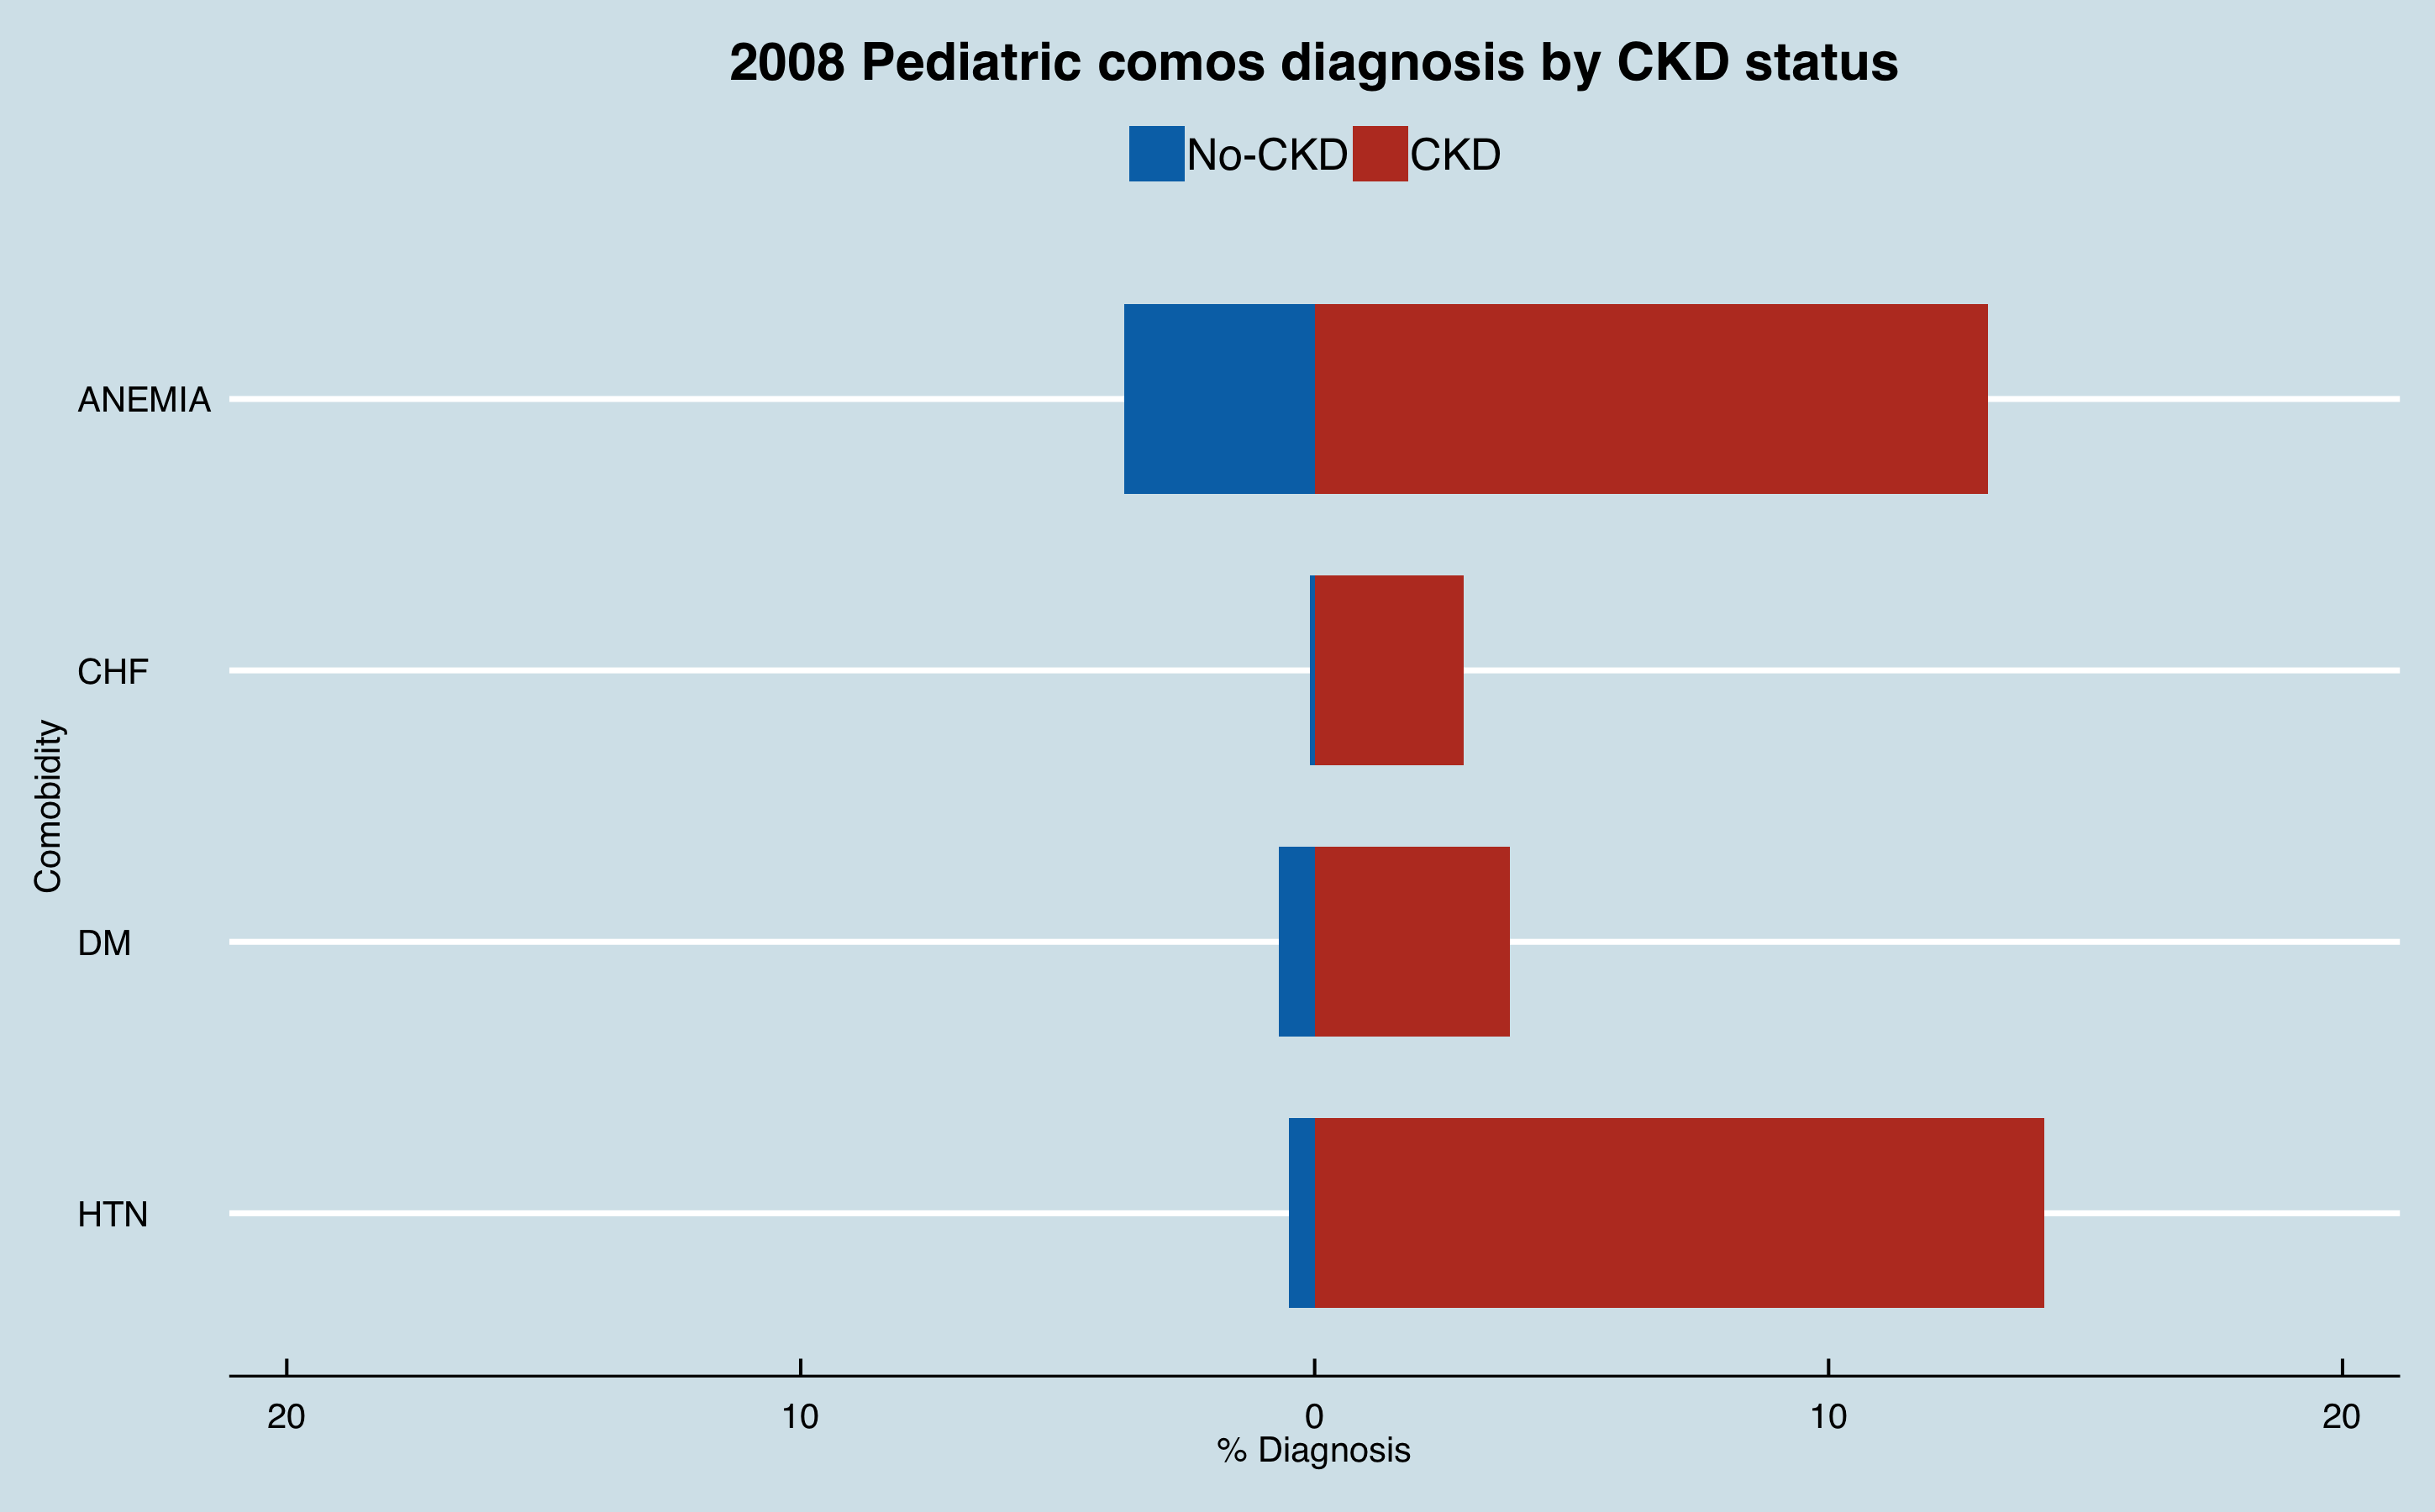 2008 Pediatric comos diagnosis by CKD status
No-CKD CKD
ANEMIA
CHF
DM
HTN
Comobidity
20 10 0 10 20
% Diagnosis